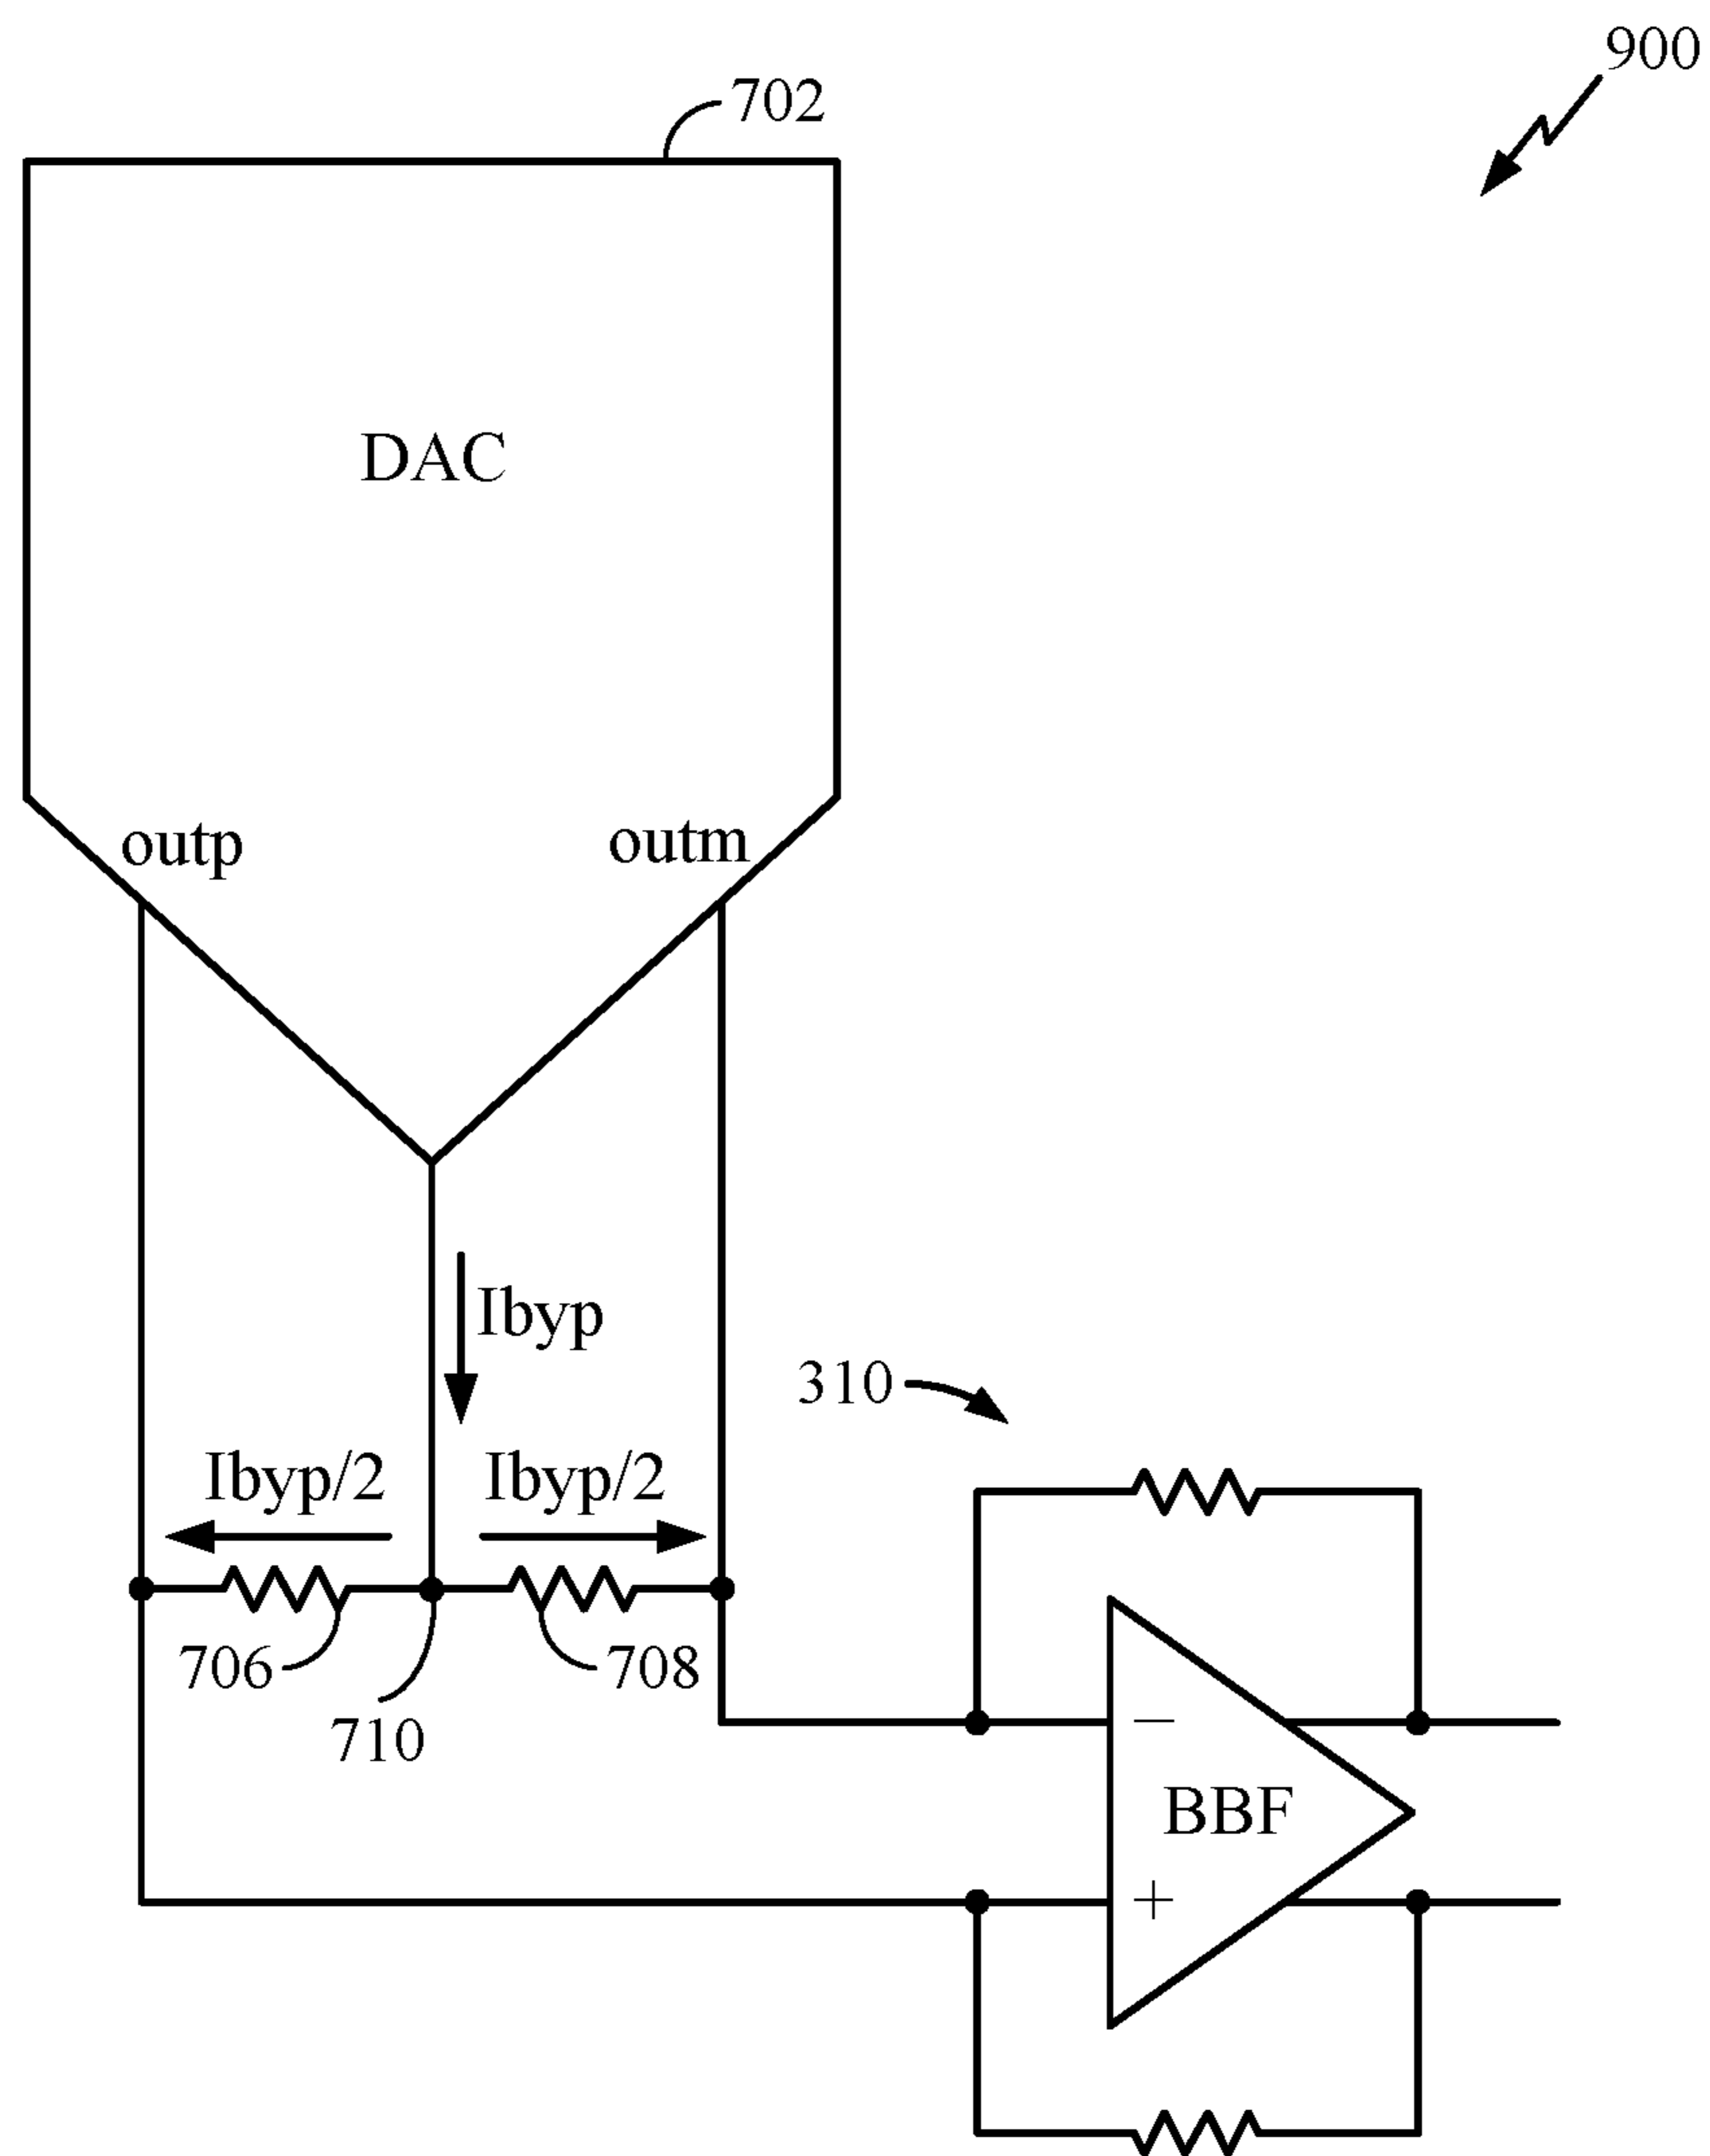 900
702
DAC
outp
outm
Ibyp
310
Ibyp/2
Ibyp/2
706
708
710
−
BBF
+